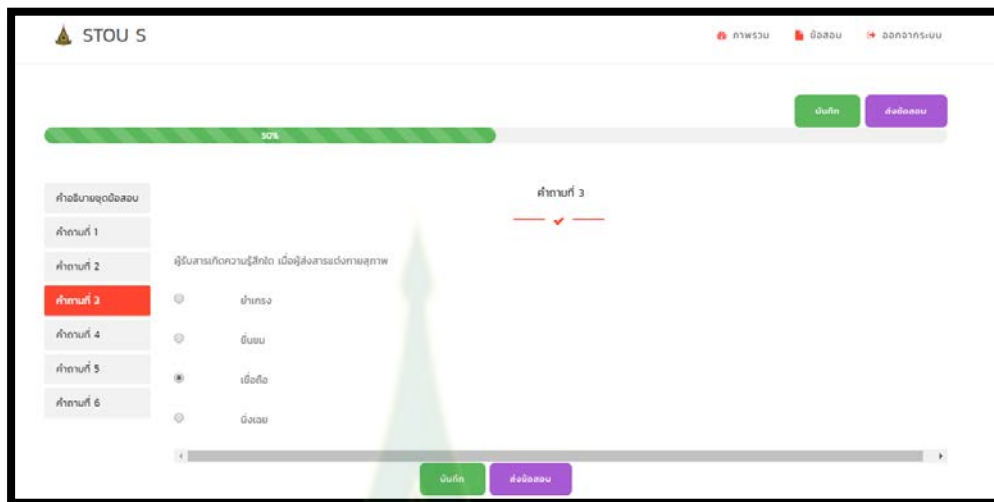 STOU S
ภาพรวม ข้อสอบ ออกจากระบบ
บันทึก ส่งข้อสอบ
50%
คำอธิบายชุดข้อสอบ
คำถามที่ 1
คำถามที่ 2
คำถามที่ 3
คำถามที่ 4
คำถามที่ 5
คำถามที่ 6
คำถามที่ 3
ผู้รับสารเกิดความรู้สึกใด เมื่อผู้ส่งสารแต่งกายสุภาพ
ยำเกรง
ชื่นชม
เชื่อถือ
นิ่งเฉย
บันทึก ส่งข้อสอบ